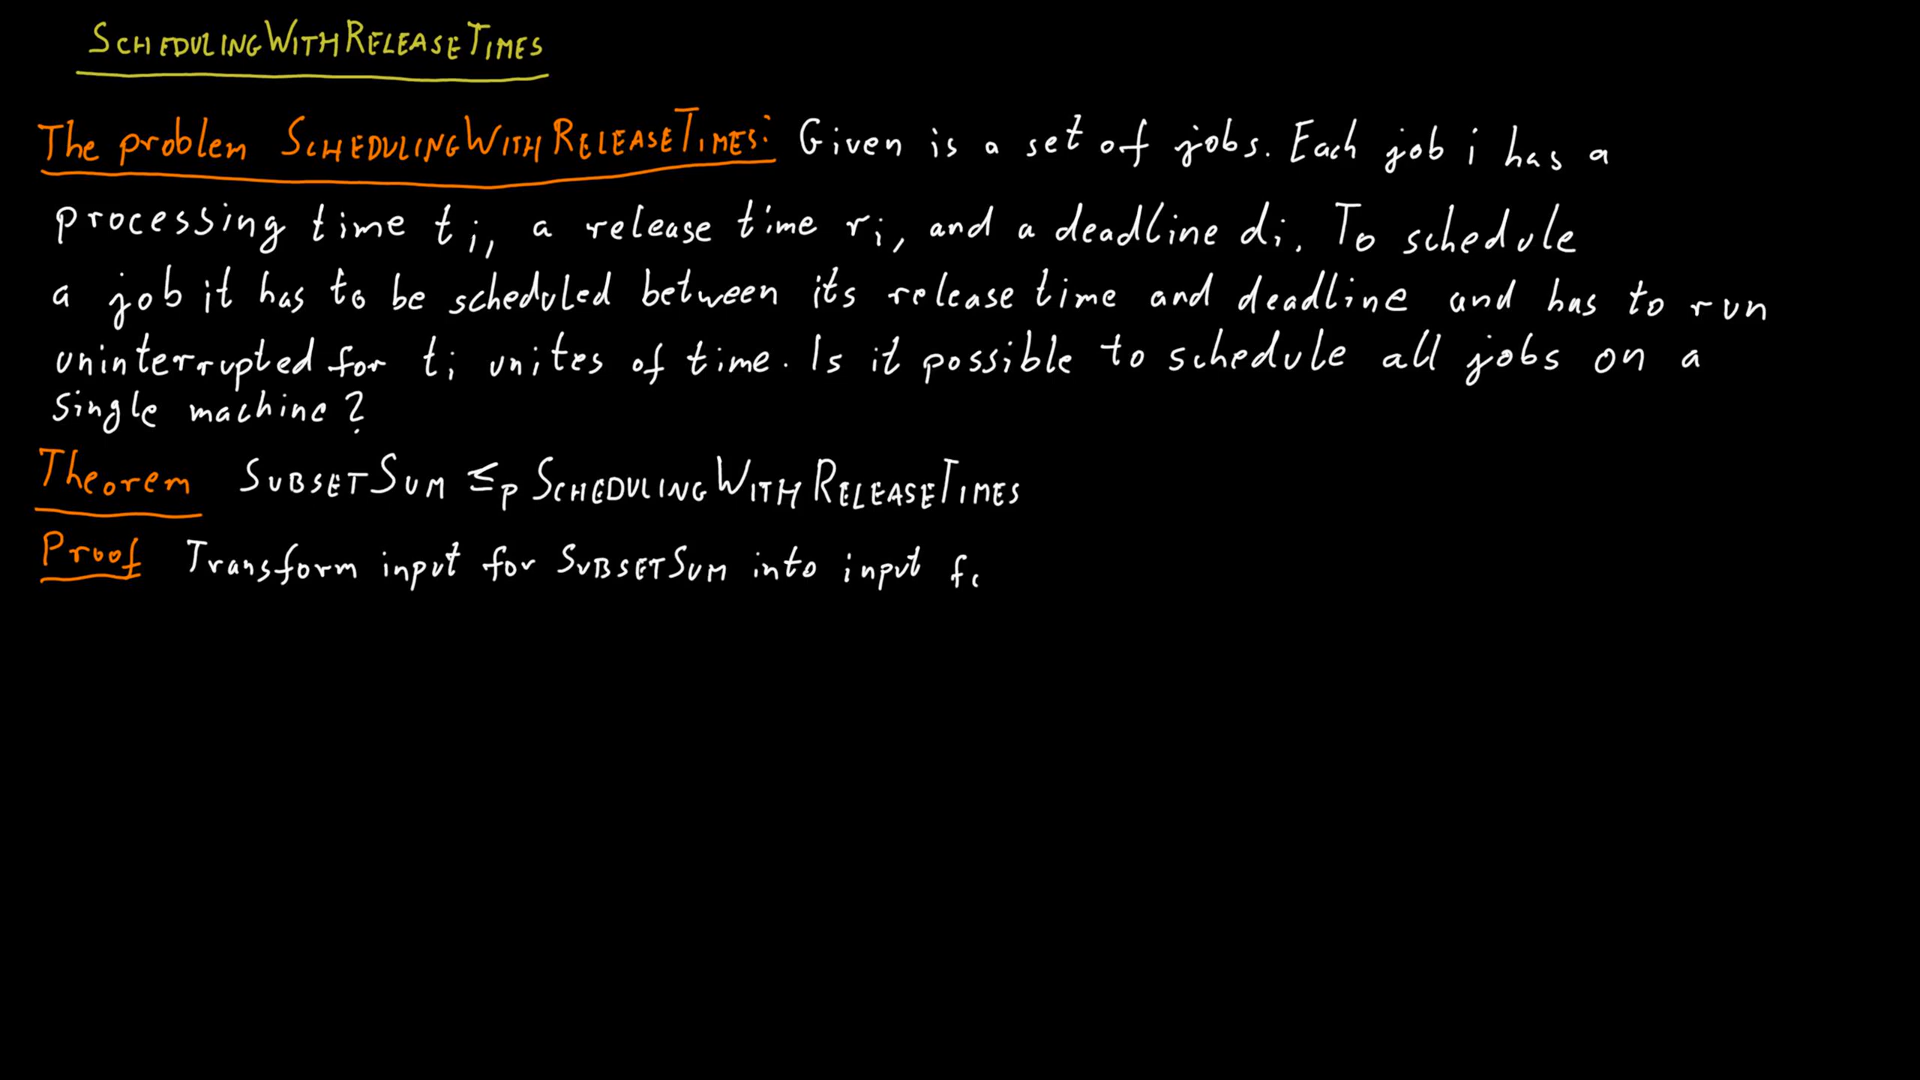 SCHEDULINGWITHRELEASETIMES
The problem SCHEDULINGWITHRELEASETIMES: Given is a set of jobs. Each job i has a
processing time ti, a release time ri, and a deadline di. To schedule
a job it has to be scheduled between its release time and deadline and has to run
uninterrupted for ti unites of time. Is it possible to schedule all jobs on a
single machine?
Theorem SUBSETSUM ≤p SCHEDULINGWITHRELEASETIMES
Proof Transform input for SUBSETSUM into input